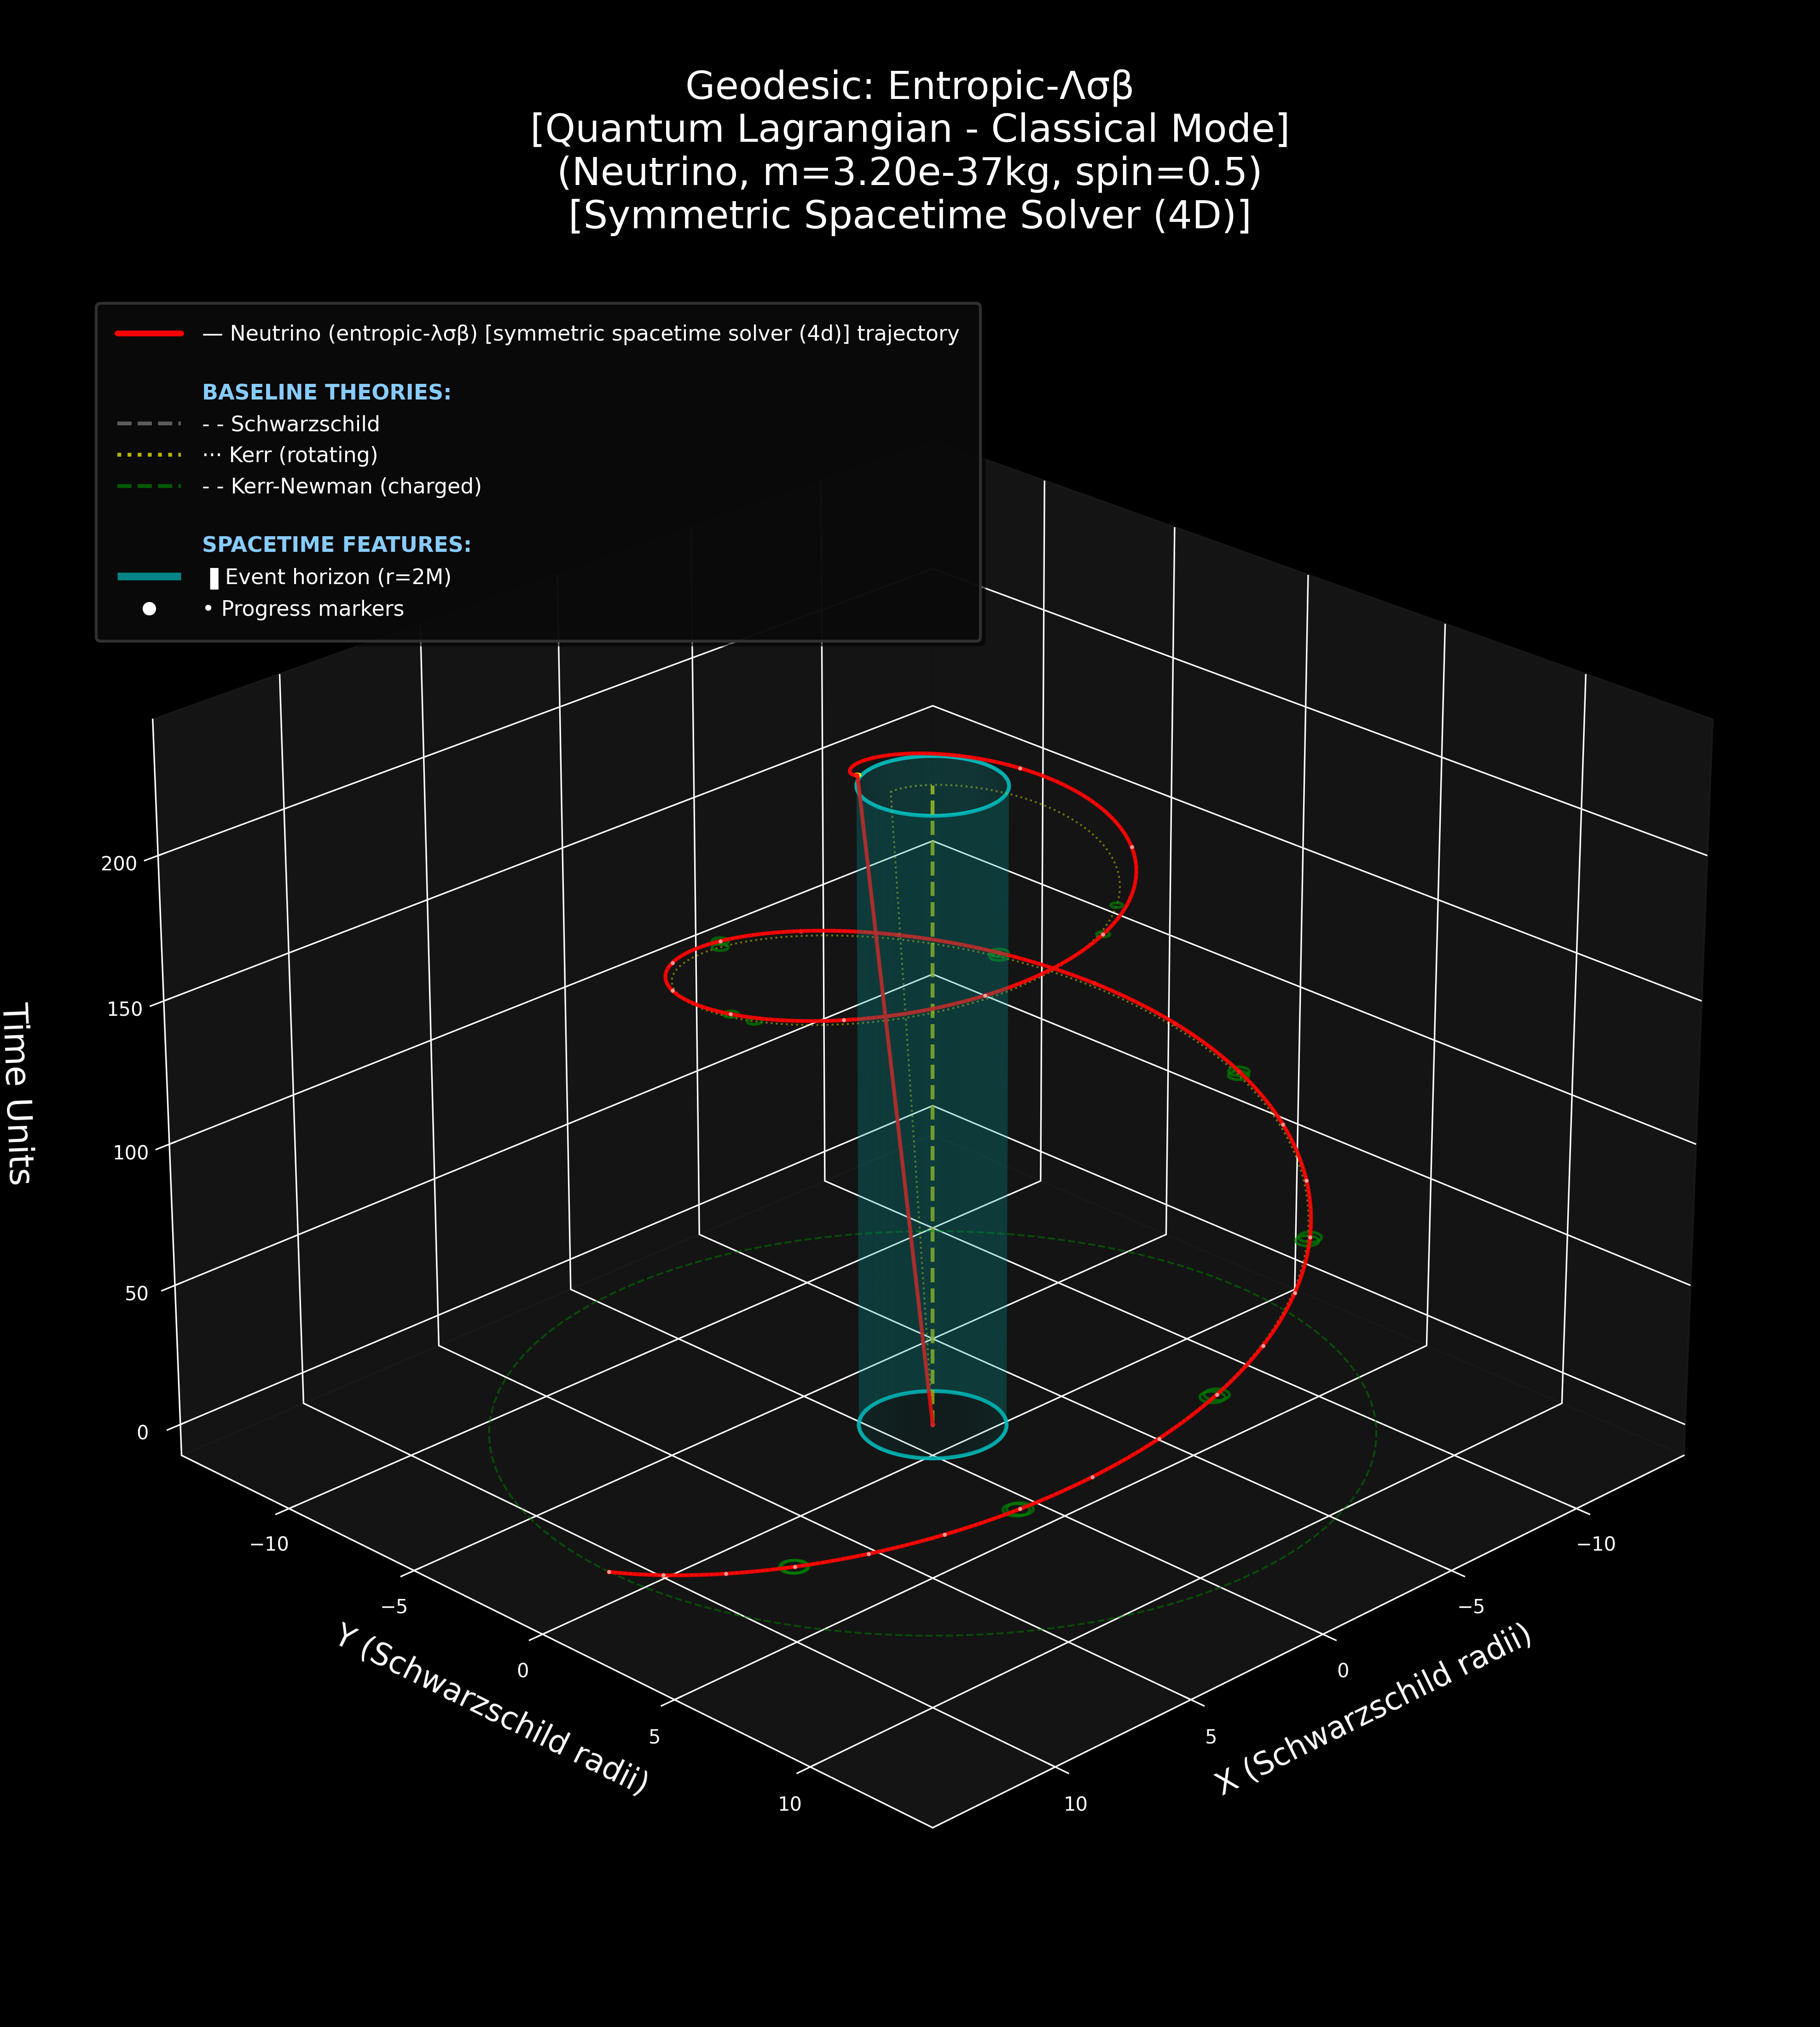 Geodesic: Entropic-Λσβ
[Quantum Lagrangian - Classical Mode]
(Neutrino, m=3.20e-37kg, spin=0.5)
[Symmetric Spacetime Solver (4D)]
— Neutrino (entropic-λσβ) [symmetric spacetime solver (4d)] trajectory
BASELINE THEORIES:
- - Schwarzschild
··· Kerr (rotating)
- - Kerr-Newman (charged)
SPACETIME FEATURES:
▌Event horizon (r=2M)
• Progress markers
Time Units
200
150
100
50
0
−10
−5
0
5
10
Y (Schwarzschild radii)
−10
−5
0
5
10
X (Schwarzschild radii)